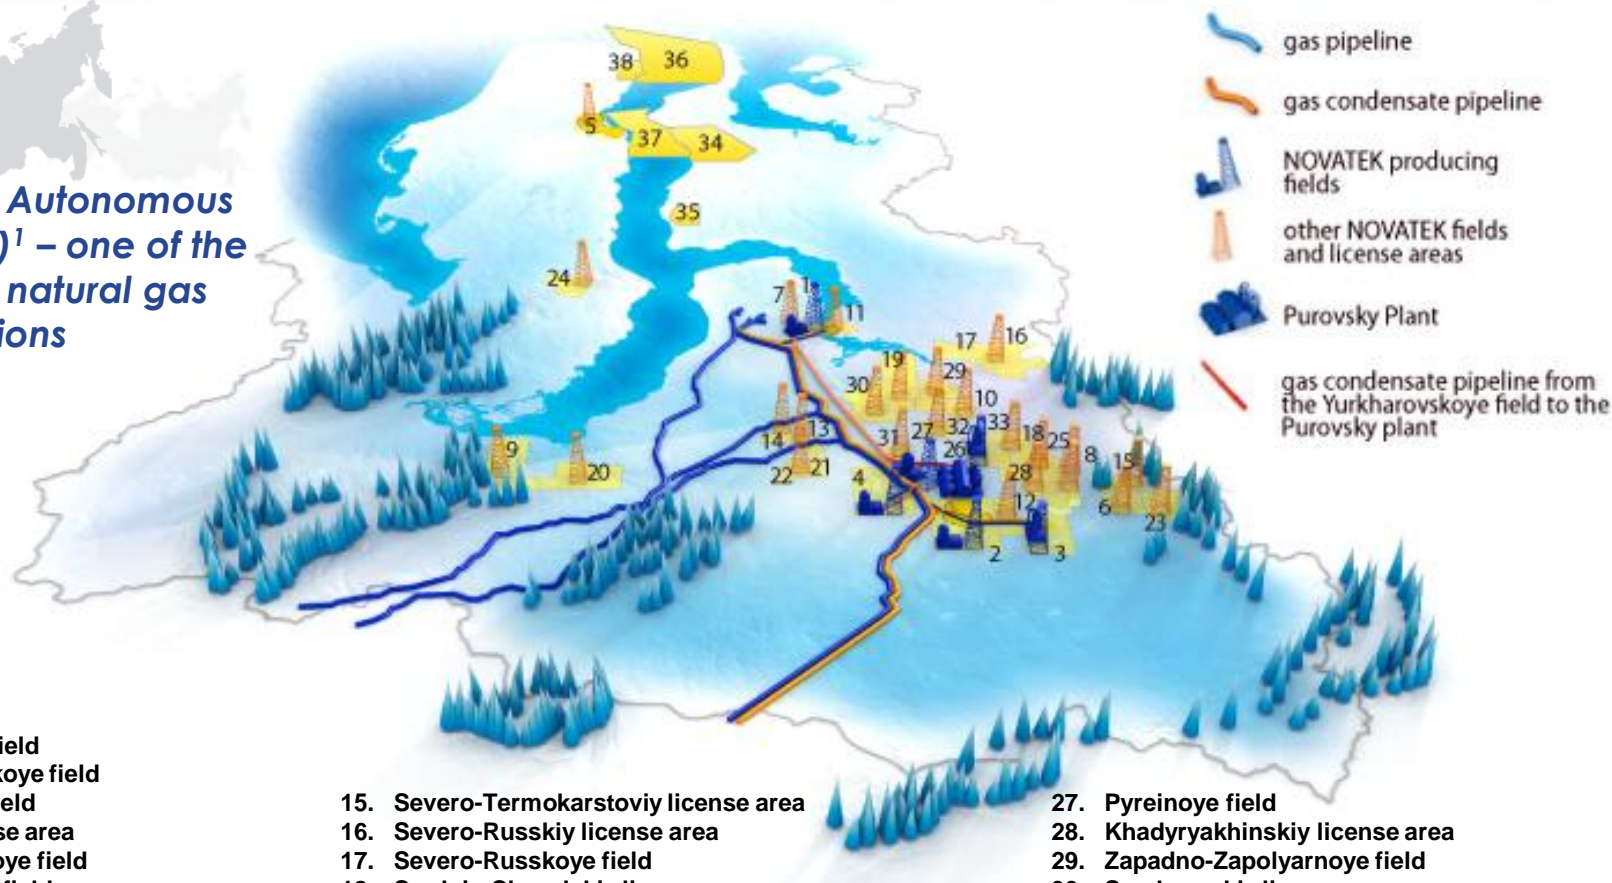 gas pipeline
gas condensate pipeline
NOVATEK producing
fields
other NOVATEK fields
and license areas
Purovsky Plant
gas condensate pipeline from
the Yurkharovskoye field to the
Purovsky plant
Autonomous
)¹ – one of the
natural gas
ions
38
36
5
37
34
35
24
7
1
11
17
16
19
29
30
10
14
13
31
27
32
33
18
25
26
8
15
9
20
22
21
4
28
12
6
23
2
3
ield
koye field
ield
se area
oye field
15. Severo-Termokarstoviy license area
16. Severo-Russkiy license area
17. Severo-Russkoye field
27. Pyreinoye field
28. Khadyryakhinskiy license area
29. Zapadno-Zapolyarnoye field